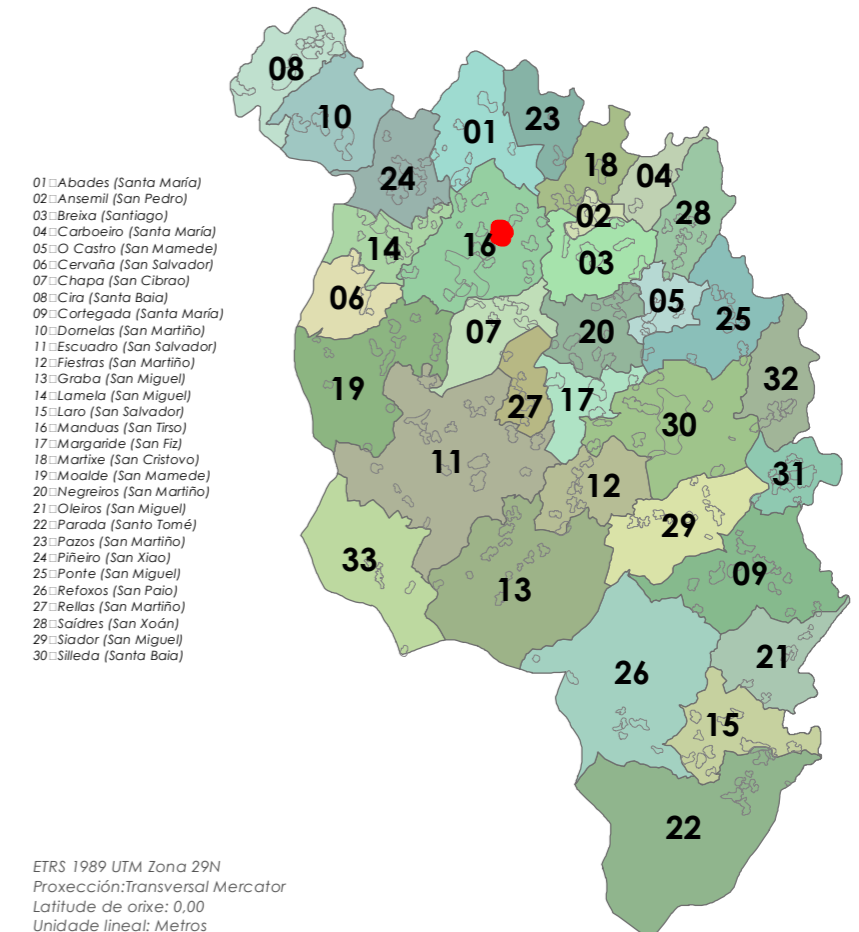 08
10
01
23
24
18
04
02
28
14
16
03
06
05
07
20
25
19
32
27
17
30
11
12
31
29
33
13
09
26
21
15
22
01□Abades (Santa María)
02□Ansemil (San Pedro)
03□Breixa (Santiago)
04□Carboeiro (Santa María)
05□O Castro (San Mamede)
06□Cervaña (San Salvador)
07□Chapa (San Cibrao)
08□Cira (Santa Baia)
09□Cortegada (Santa María)
10□Dornelas (San Martiño)
11□Escuadro (San Salvador)
12□Fiestras (San Martiño)
13□Graba (San Miguel)
14□Lamela (San Miguel)
15□Laro (San Salvador)
16□Manduas (San Tirso)
17□Margaride (San Fiz)
18□Martixe (San Cristovo)
19□Moalde (San Mamede)
20□Negreiros (San Martiño)
21□Oleiros (San Miguel)
22□Parada (Santo Tomé)
23□Pazos (San Martiño)
24□Piñeiro (San Xiao)
25□Ponte (San Miguel)
26□Refoxos (San Paio)
27□Rellas (San Martiño)
28□Saídres (San Xoán)
29□Siador (San Miguel)
30□Silleda (Santa Baia)
ETRS 1989 UTM Zona 29N
Proxección:Transversal Mercator
Latitude de orixe: 0,00
Unidade lineal: Metros